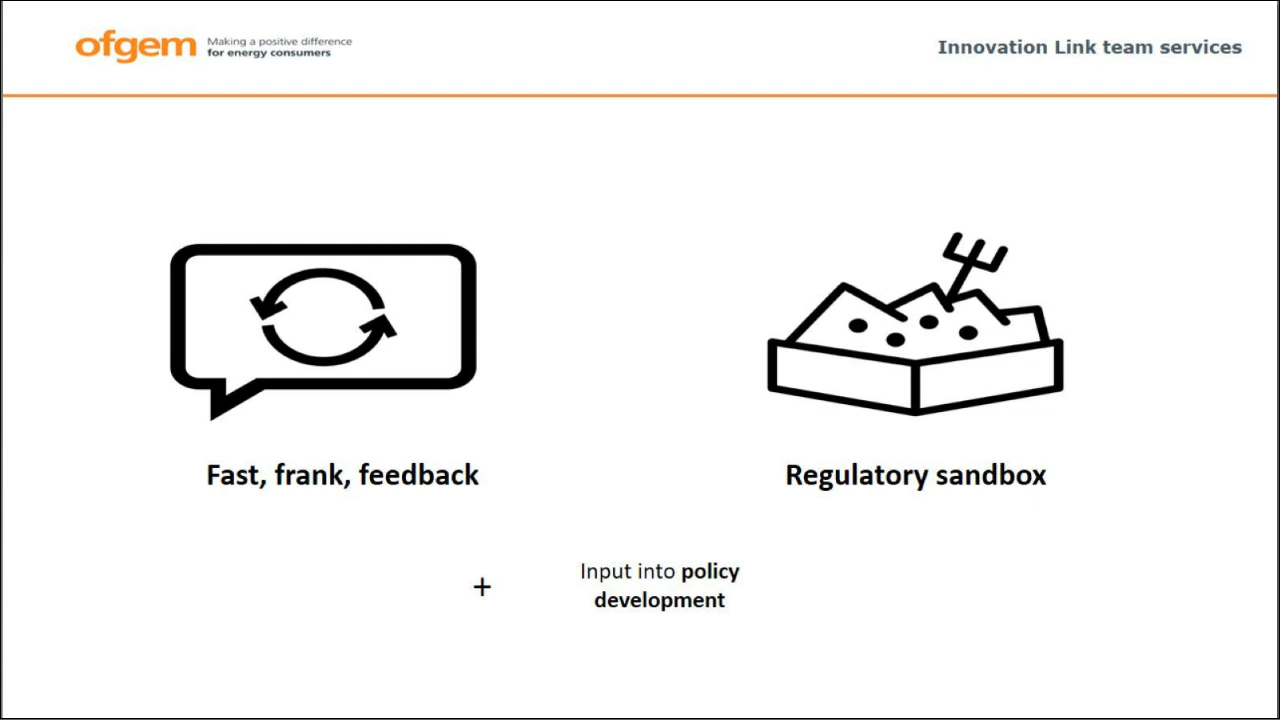 ofgem
Making a positive difference
for energy consumers
Innovation Link team services
Fast, frank, feedback
Regulatory sandbox
+
Input into policy
development